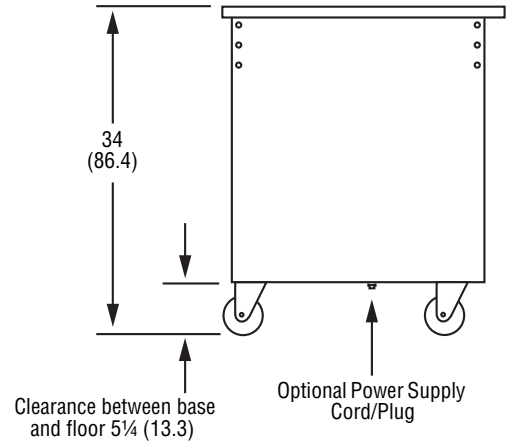 34
(86.4)
Clearance between base
and floor 5¼ (13.3)
Optional Power Supply
Cord/Plug